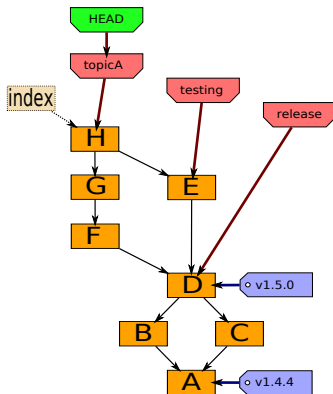 HEAD
topicA
testing
index
release
H
G
E
F
D
v1.5.0
B
C
A
v1.4.4